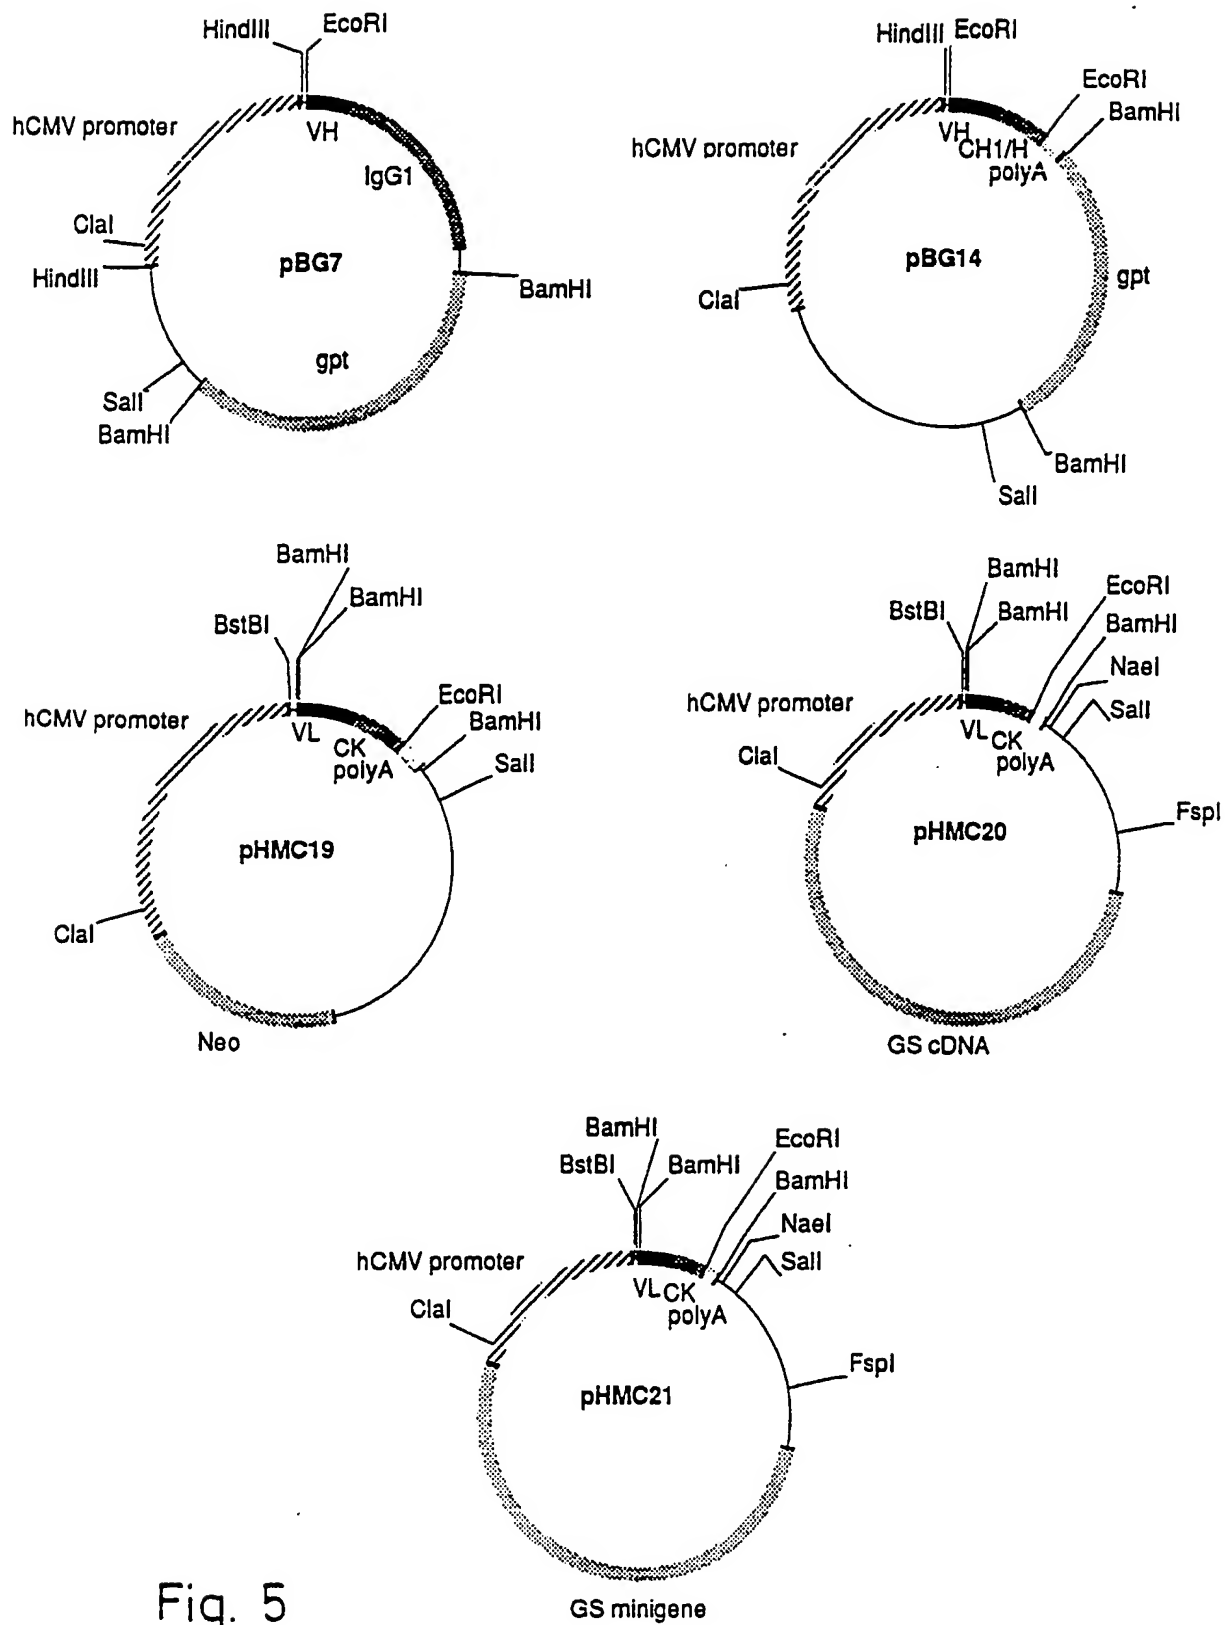 HindIII EcoRI
hCMV promoter
VH
IgG1
ClaI
HindIII
pBG7
BamHI
gpt
SalI
BamHI
HindIII EcoRI
EcoRI
BamHI
hCMV promoter
VH
CH1/H
polyA
pBG14
gpt
ClaI
BamHI
SalI
BamHI
BamHI
BstBI
EcoRI
BamHI
hCMV promoter
VL
CK
polyA
SalI
pHMC19
ClaI
Neo
BamHI
EcoRI
BstBI
BamHI
BamHI
NaeI
SalI
hCMV promoter
VL
CK
polyA
ClaI
FspI
pHMC20
GS cDNA
BamHI
EcoRI
BstBI
BamHI
BamHI
NaeI
SalI
hCMV promoter
VL
CK
polyA
ClaI
FspI
pHMC21
GS minigene
Fig. 5